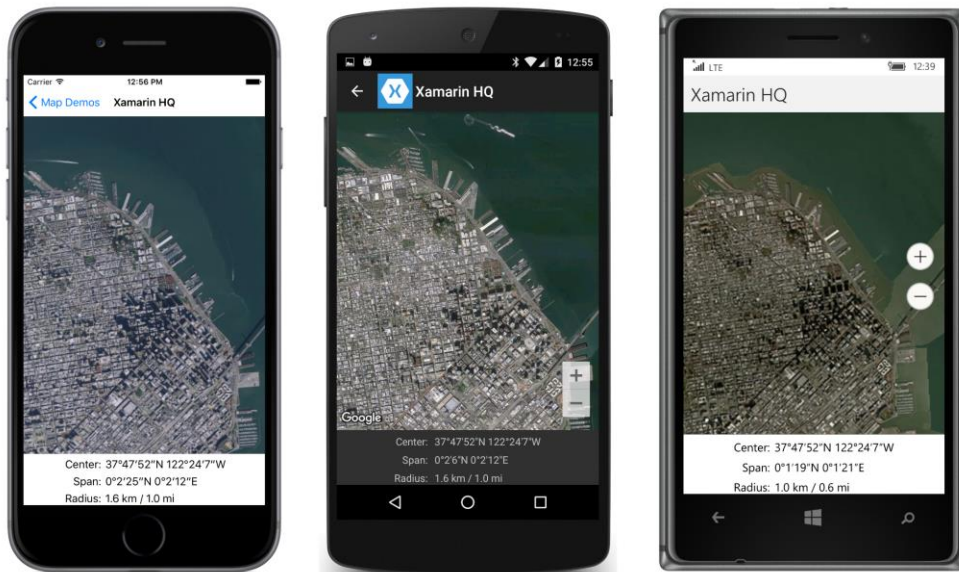 Carrier 12:56 PM
Map Demos Xamarin HQ
Center: 37°47'52"N 122°24'7"W
Span: 0°2'25"N 0°2'12"E
Radius: 1.6 km / 1.0 mi
12:55
Xamarin HQ
Google
Center: 37°47'52"N 122°24'7"W
Span: 0°2'6"N 0°2'12"E
Radius: 1.6 km / 1.0 mi
LTE 12:39
Xamarin HQ
+
−
Center: 37°47'52"N 122°24'7"W
Span: 0°1'19"N 0°1'21"E
Radius: 1.0 km / 0.6 mi